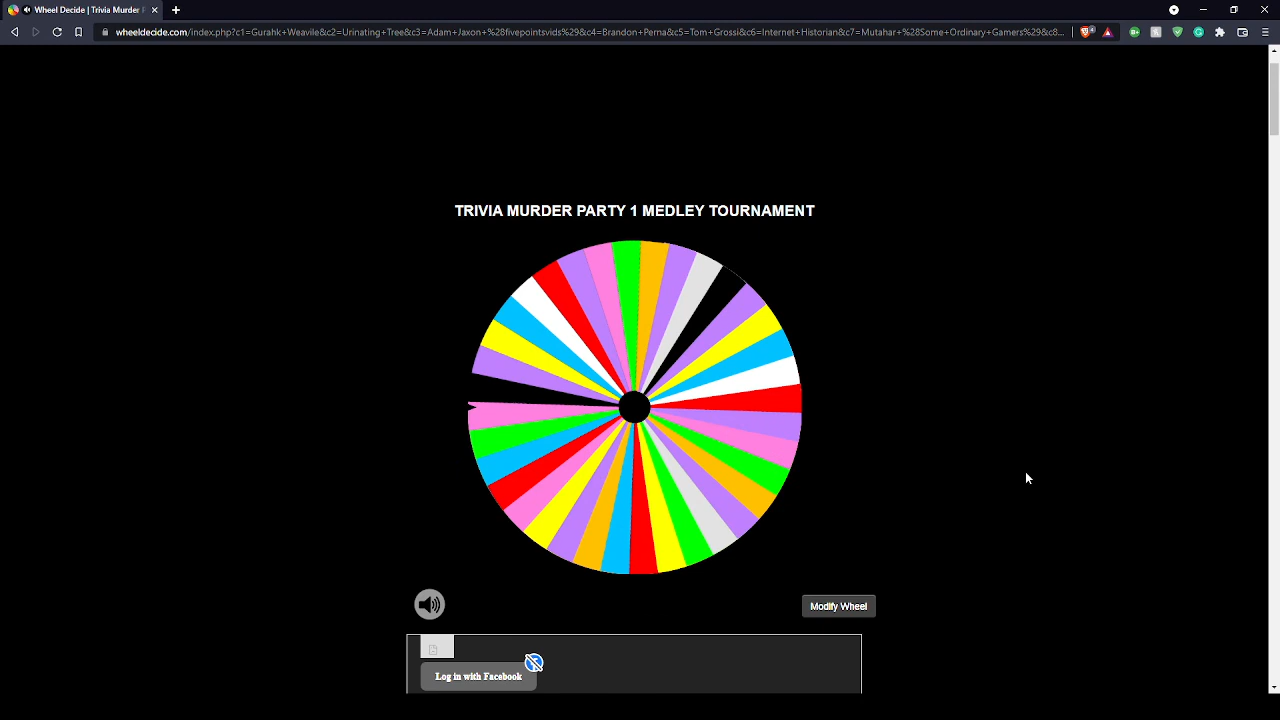 Wheel Decide | Trivia Murder P
wheeldecide.com/index.php?c1=Gurahk+Weavile&c2=Urinating+Tree&c3=Adam+Jaxon+%28fivepointsvids%29&c4=Brandon+Perna&c5=Tom+Grossi&c6=Internet+Historian&c7=Mutahar+%28Some+Ordinary+Gamers%29&c8...
TRIVIA MURDER PARTY 1 MEDLEY TOURNAMENT
Modify Wheel
Log in with Facebook